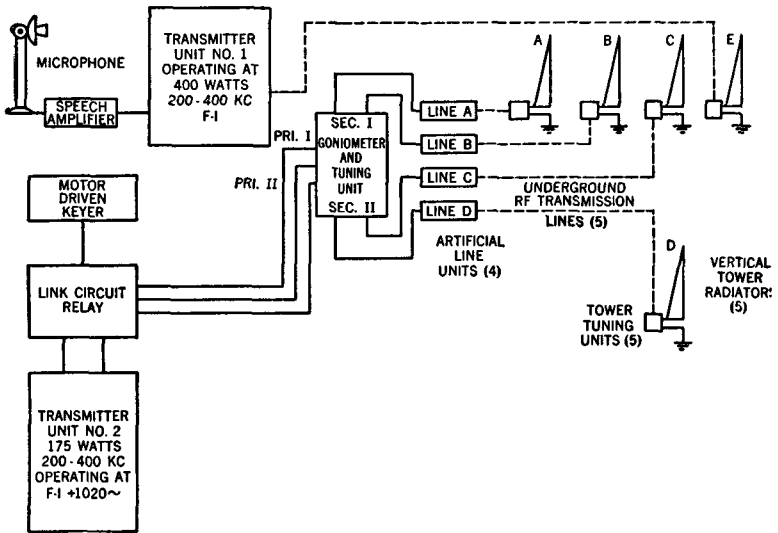 MICROPHONE
SPEECH
AMPLIFIER
TRANSMITTER
UNIT NO. 1
OPERATING AT
400 WATTS
200-400 KC
F-I
A
B
C
E
PRI. I
PRI. II
SEC. I
GONIOMETER
AND
TUNING
UNIT
SEC. II
LINE A
LINE B
LINE C
LINE D
UNDERGROUND
RF TRANSMISSION
LINES (5)
ARTIFICIAL
LINE
UNITS (4)
MOTOR
DRIVEN
KEYER
LINK CIRCUIT
RELAY
D
TOWER
TUNING
UNITS (5)
VERTICAL
TOWER
RADIATORS
(5)
TRANSMITTER
UNIT NO. 2
175 WATTS
200-400 KC
OPERATING AT
F-I +1020~